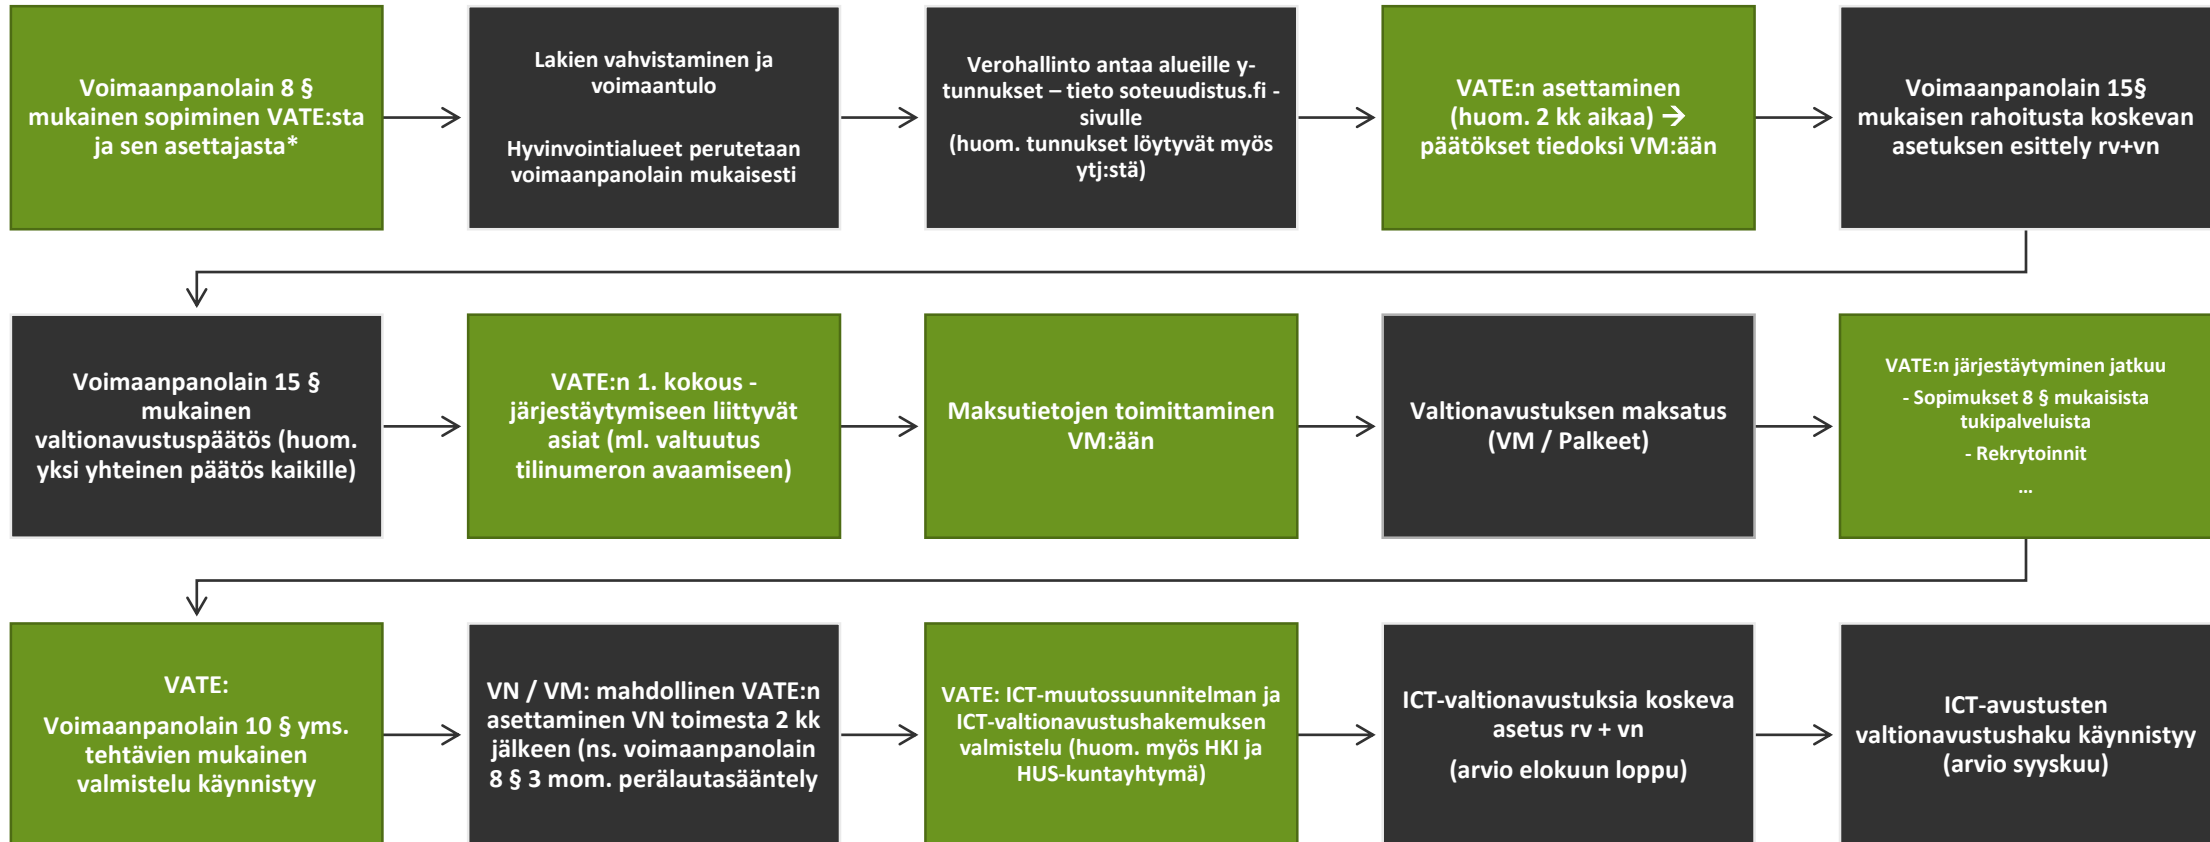 Voimaanpanolain 8 §
mukainen sopiminen VATE:sta
ja sen asettajasta*
Lakien vahvistaminen ja
voimaantulo
Hyvinvointialueet perutetaan
voimaanpanolain mukaisesti
Verohallinto antaa alueille y-
tunnukset – tieto soteuudistus.fi -
sivulle
(huom. tunnukset löytyvät myös
ytj:stä)
VATE:n asettaminen
(huom. 2 kk aikaa) →
päätökset tiedoksi VM:ään
Voimaanpanolain 15§
mukaisen rahoitusta koskevan
asetuksen esittely rv+vn
Voimaanpanolain 15 §
mukainen
valtionavustuspäätös (huom.
yksi yhteinen päätös kaikille)
VATE:n 1. kokous -
järjestäytymiseen liittyvät
asiat (ml. valtuutus
tilinumeron avaamiseen)
Maksutietojen toimittaminen
VM:ään
Valtionavustuksen maksatus
(VM / Palkeet)
VATE:n järjestäytyminen jatkuu
- Sopimukset 8 § mukaisista
tukipalveluista
- Rekrytoinnit
...
VATE:
Voimaanpanolain 10 § yms.
tehtävien mukainen
valmistelu käynnistyy
VN / VM: mahdollinen VATE:n
asettaminen VN toimesta 2 kk
jälkeen (ns. voimaanpanolain
8 § 3 mom. perälautasääntely
VATE: ICT-muutossuunnitelman ja
ICT-valtionavustushakemuksen
valmistelu (huom. myös HKI ja
HUS-kuntayhtymä)
ICT-valtionavustuksia koskeva
asetus rv + vn
(arvio elokuun loppu)
ICT-avustusten
valtionavustushaku käynnistyy
(arvio syyskuu)